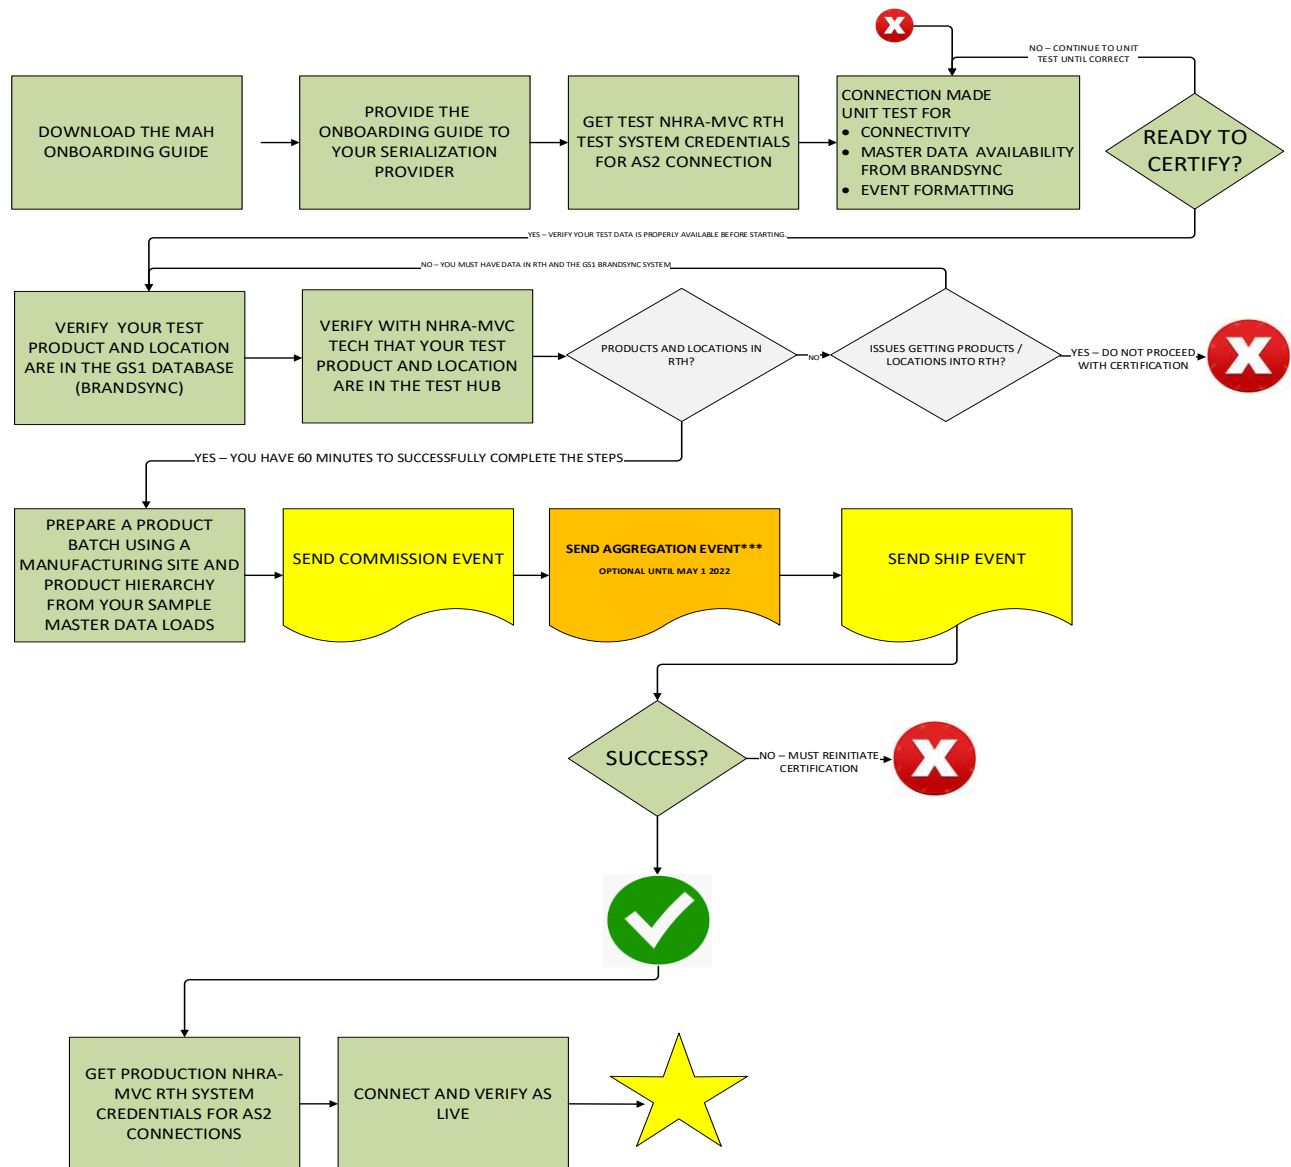 NO – CONTINUE TO UNIT
TEST UNTIL CORRECT
DOWNLOAD THE MAH
ONBOARDING GUIDE
PROVIDE THE
ONBOARDING GUIDE TO
YOUR SERIALIZATION
PROVIDER
GET TEST NHRA-MVC RTH
TEST SYSTEM CREDENTIALS
FOR AS2 CONNECTION
CONNECTION MADE
UNIT TEST FOR
• CONNECTIVITY
• MASTER DATA AVAILABILITY
FROM BRANDSYNC
• EVENT FORMATTING
READY TO
CERTIFY?
YES – VERIFY YOUR TEST DATA IS PROPERLY AVAILABLE BEFORE STARTING.
NO – YOU MUST HAVE DATA IN RTH AND THE GS1 BRANDSYNC SYSTEM
VERIFY YOUR TEST
PRODUCT AND LOCATION
ARE IN THE GS1 DATABASE
(BRANDSYNC)
VERIFY WITH NHRA-MVC
TECH THAT YOUR TEST
PRODUCT AND LOCATION
ARE IN THE TEST HUB
PRODUCTS AND LOCATIONS IN
RTH?
NO
ISSUES GETTING PRODUCTS /
LOCATIONS INTO RTH?
YES – DO NOT PROCEED
WITH CERTIFICATION
YES – YOU HAVE 60 MINUTES TO SUCCESSFULLY COMPLETE THE STEPS
PREPARE A PRODUCT
BATCH USING A
MANUFACTURING SITE AND
PRODUCT HIERARCHY
FROM YOUR SAMPLE
MASTER DATA LOADS
SEND COMMISSION EVENT
SEND AGGREGATION EVENT***
OPTIONAL UNTIL MAY 1 2022
SEND SHIP EVENT
SUCCESS?
NO – MUST REINITIATE
CERTIFICATION
GET PRODUCTION NHRA-
MVC RTH SYSTEM
CREDENTIALS FOR AS2
CONNECTIONS
CONNECT AND VERIFY AS
LIVE